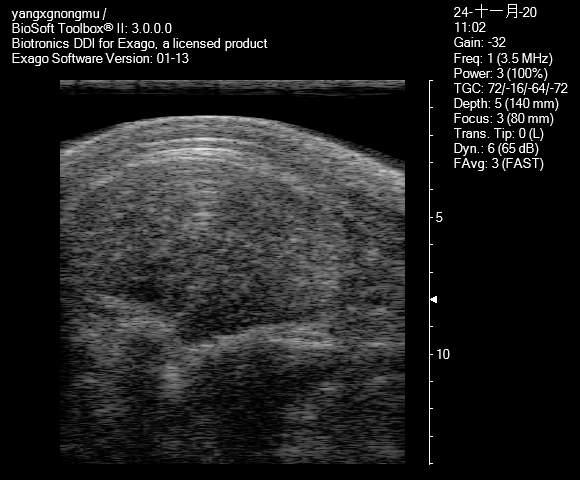 yangxgnongmu /
BioSoft Toolbox® II: 3.0.0.0
Biotronics DDI for Exago, a licensed product
Exago Software Version: 01-13
24-十一月-20
11:02
Gain: -32
Freq: 1 (3.5 MHz)
Power: 3 (100%)
TGC: 72/-16/-64/-72
Depth: 5 (140 mm)
Focus: 3 (80 mm)
Trans. Tip: 0 (L)
Dyn.: 6 (65 dB)
FAvg: 3 (FAST)
5
10